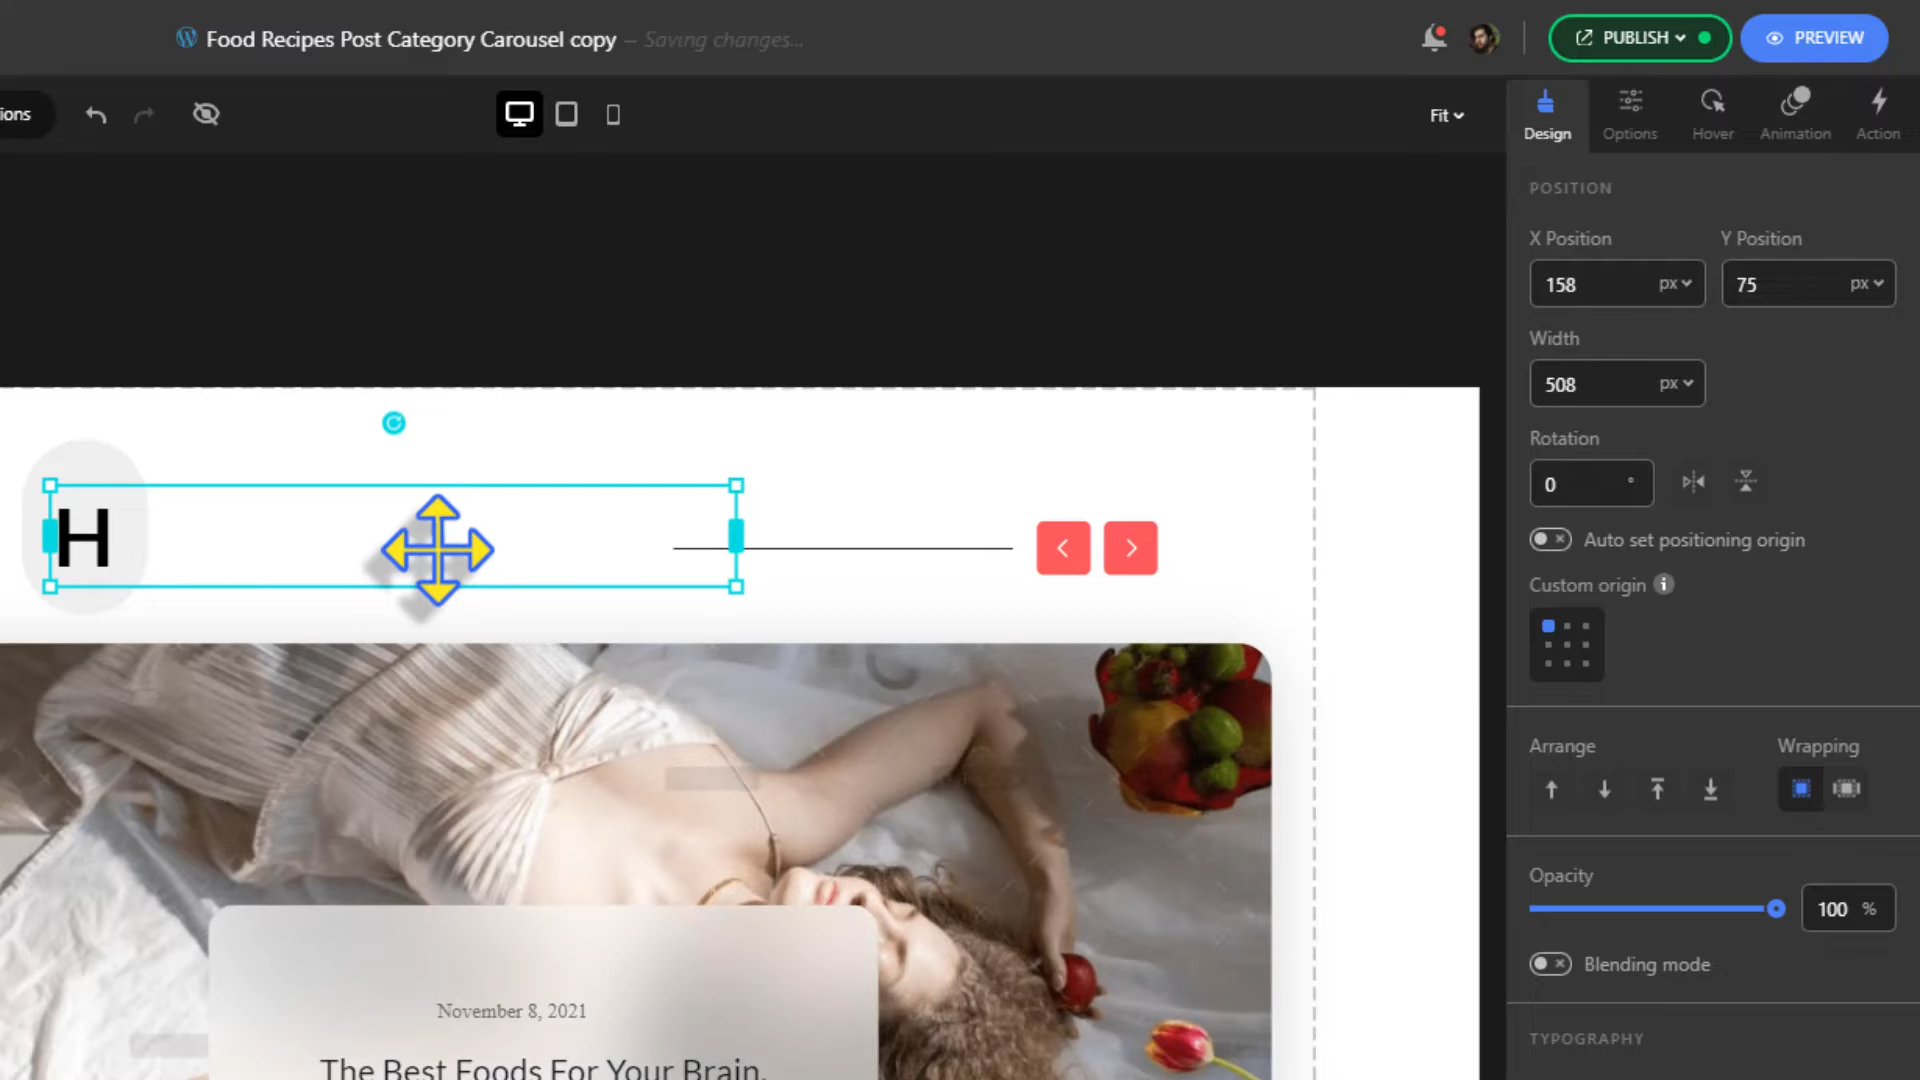 Food Recipes Post Category Carousel copy – Saving changes...
PUBLISH
PREVIEW
ions
Fit
Design
Options
Hover
Animation
Action
POSITION
X Position
Y Position
158 px
75 px
Width
508 px
Rotation
0 °
Auto set positioning origin
Custom origin
Arrange
Wrapping
Opacity
100 %
Blending mode
TYPOGRAPHY
H
November 8, 2021
The Best Foods For Your Brain,